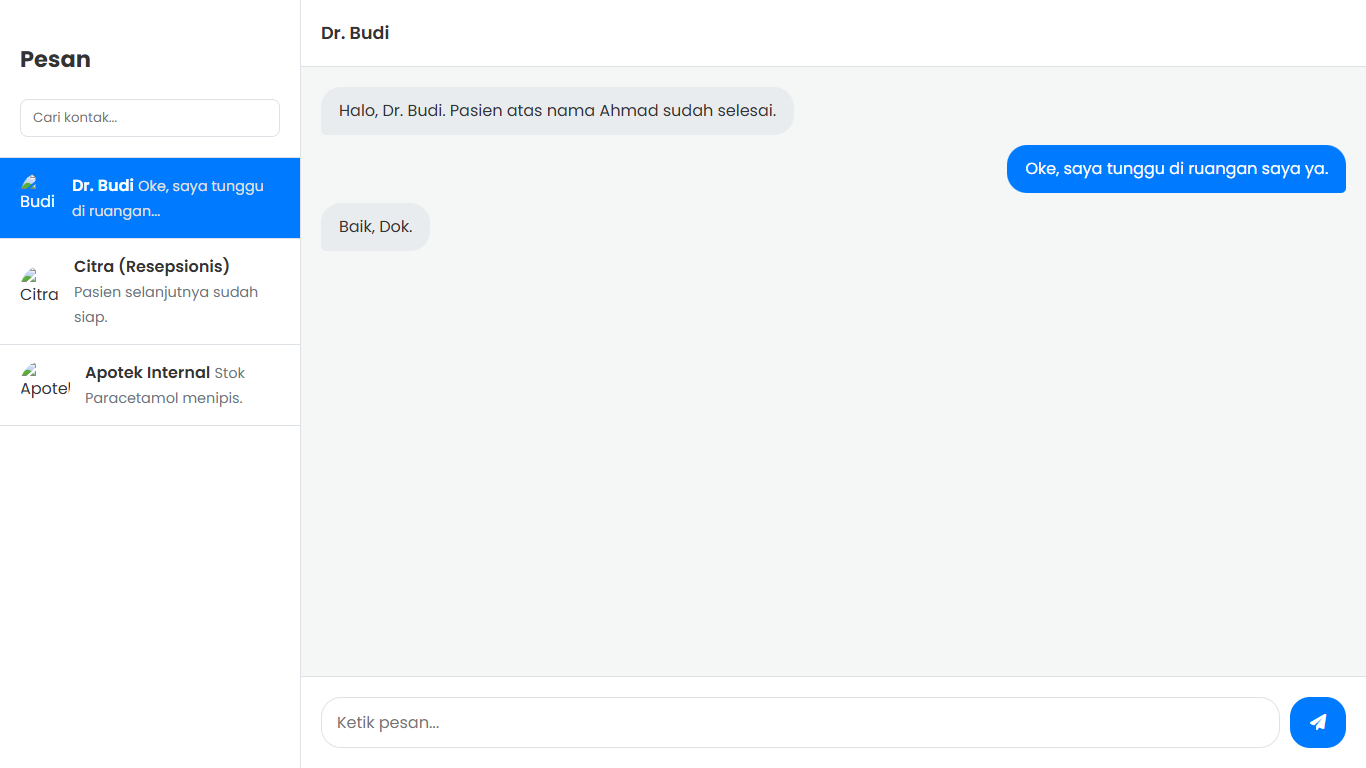 Pesan
Cari kontak...
Budi
Dr. Budi Oke, saya tunggu
di ruangan...
Citra
Citra (Resepsionis)
Pasien selanjutnya sudah
siap.
Apotek Internal Stok
Paracetamol menipis.
Dr. Budi
Halo, Dr. Budi. Pasien atas nama Ahmad sudah selesai.
Oke, saya tunggu di ruangan saya ya.
Baik, Dok.
Ketik pesan...